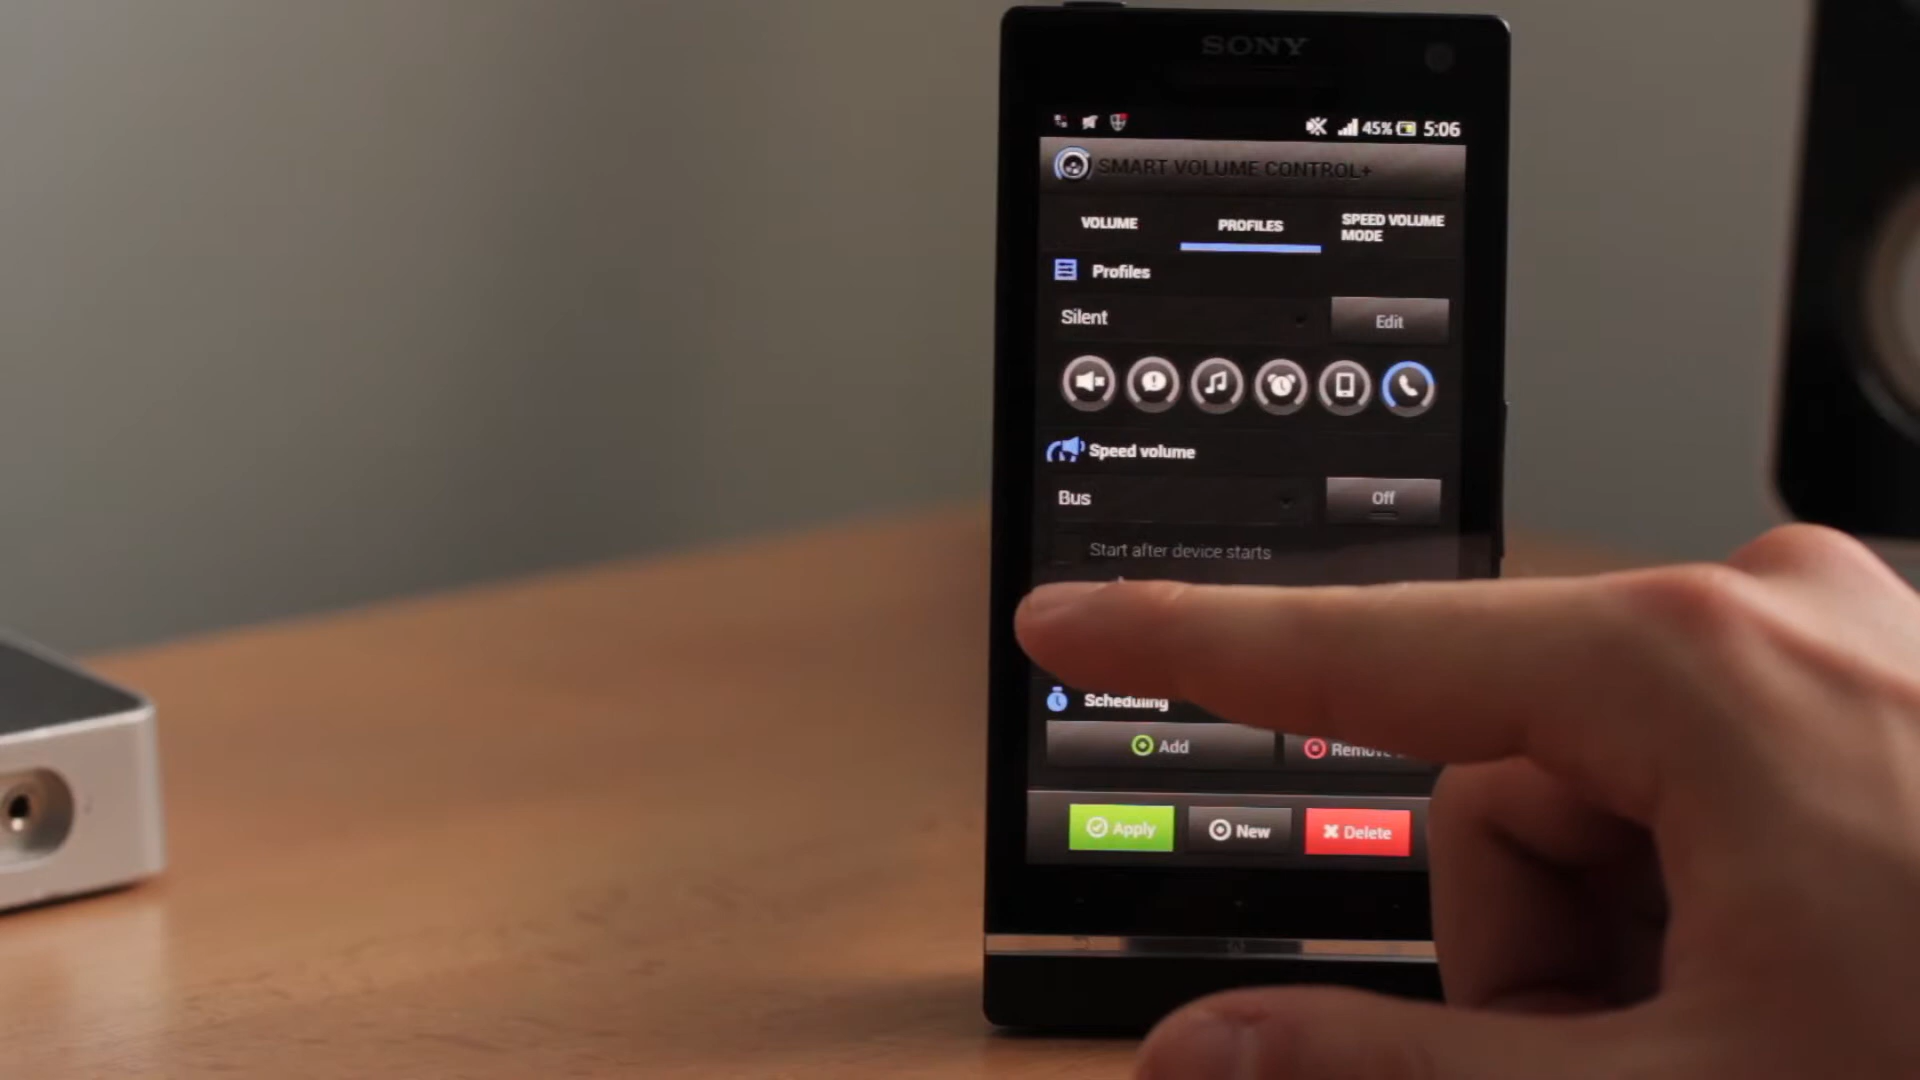 SONY
45% 5:06
SMART VOLUME CONTROL+
VOLUME
PROFILES
SPEED VOLUME
MODE
Profiles
Silent
Edit
Speed volume
Bus
Off
Start after device starts
Scheduling
Add
Remove
Apply
New
Delete